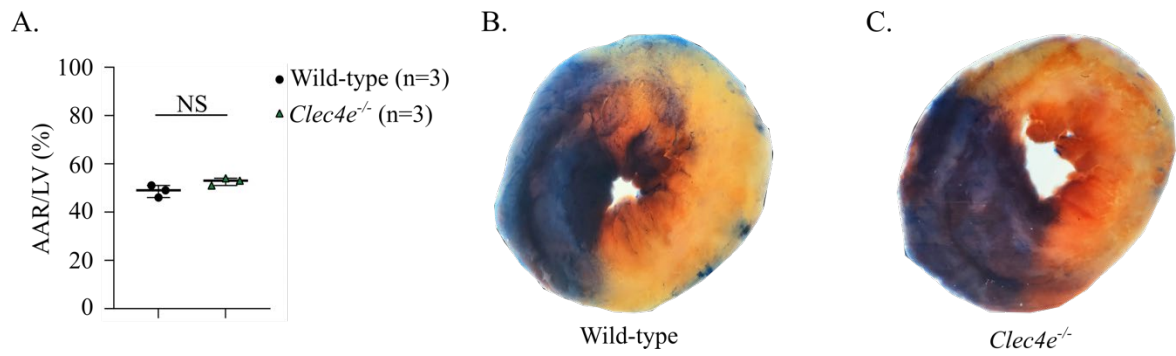 A.
100
80
60
40
20
0
AAR/LV (%)
NS
Wild-type (n=3)
Clec4e-/- (n=3)
B.
Wild-type
C.
Clec4e-/-